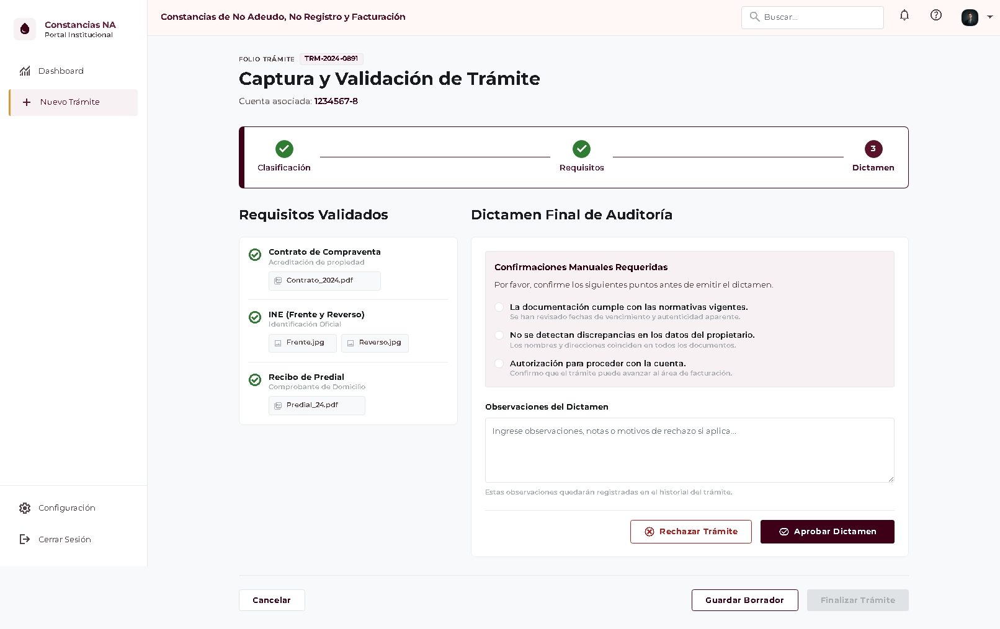 Constancias NA
Portal Institucional
Dashboard
Nuevo Trámite
Configuración
Cerrar Sesión
Constancias de No Adeudo, No Registro y Facturación
Buscar...
FOLIO TRÁMITE TRM-2024-0891
Captura y Validación de Trámite
Cuenta asociada: 1234567-8
Clasificación
Requisitos
3
Dictamen
Requisitos Validados
Contrato de Compraventa
Acreditación de propiedad
Contrato_2024.pdf
INE (Frente y Reverso)
Identificación Oficial
Frente.jpg
Reverso.jpg
Recibo de Predial
Comprobante de Domicilio
Predial_24.pdf
Dictamen Final de Auditoría
Confirmaciones Manuales Requeridas
Por favor, confirme los siguientes puntos antes de emitir el dictamen.
La documentación cumple con las normativas vigentes.
Se han revisado fechas de vencimiento y autenticidad aparente.
No se detectan discrepancias en los datos del propietario.
Los nombres y direcciones coinciden en todos los documentos.
Autorización para proceder con la cuenta.
Confirmo que el trámite puede avanzar al área de facturación.
Observaciones del Dictamen
Ingrese observaciones, notas o motivos de rechazo si aplica...
Estas observaciones quedarán registradas en el historial del trámite.
Rechazar Trámite
Aprobar Dictamen
Cancelar
Guardar Borrador
Finalizar Trámite